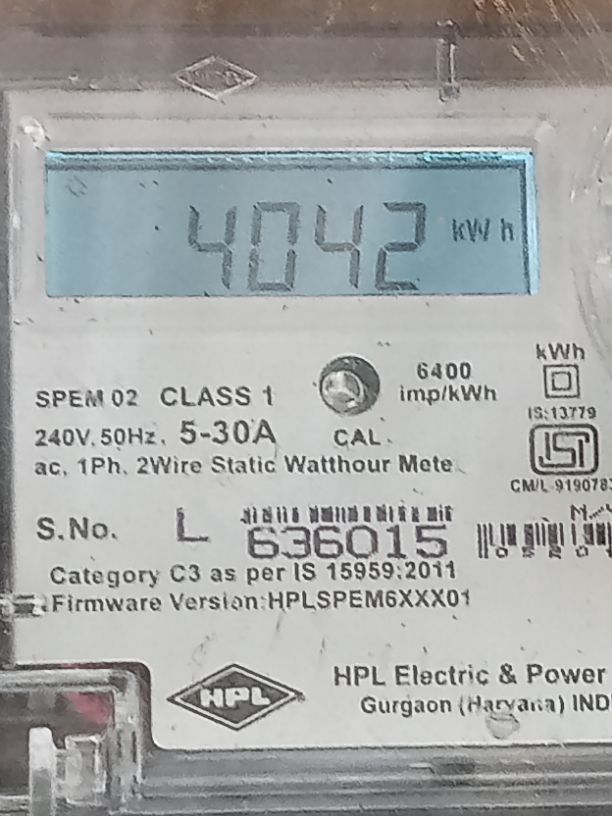 4042 kWh
6400
imp/kWh
kWh
SPEM 02 CLASS 1
IS:13779
240V, 50Hz, 5-30A CAL.
ac, 1Ph, 2Wire Static Watthour Mete
CM/L-919078
S.No. L 636015
Category C3 as per IS 15959:2011
Firmware Version:HPLSPEM6XXX01
HPL
HPL Electric & Power
Gurgaon (Haryana) IND